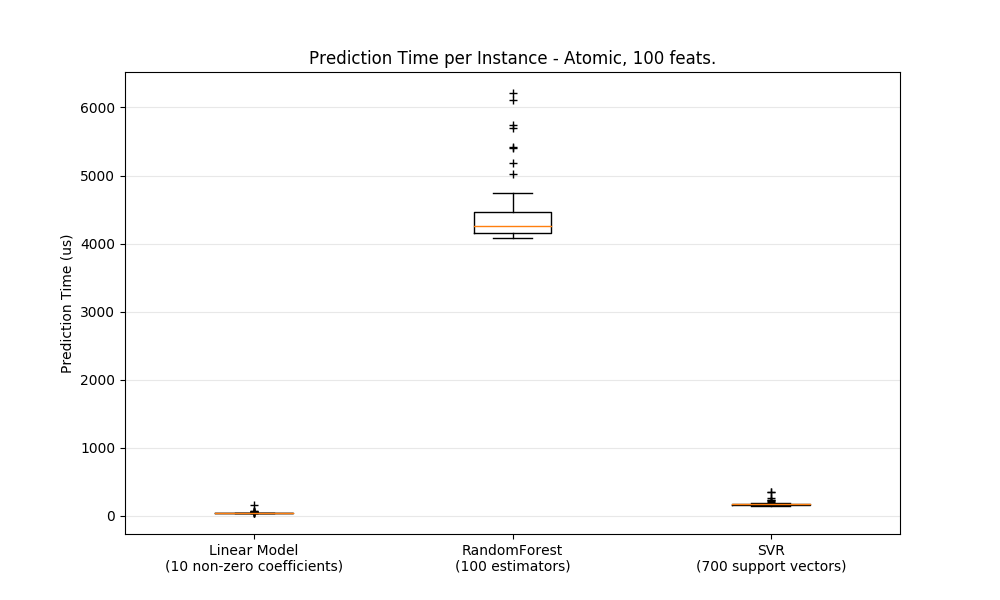 Prediction Time per Instance - Atomic, 100 feats.
Prediction Time (us)
6000
5000
4000
3000
2000
1000
0
Linear Model
(10 non-zero coefficients)
RandomForest
(100 estimators)
SVR
(700 support vectors)